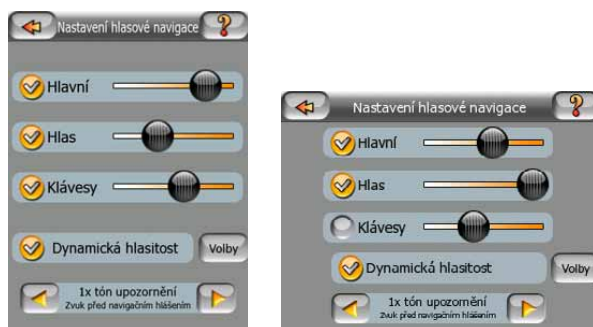 Nastavení hlasové navigace
Hlavní
Hlas
Klávesy
Dynamická hlasitost
Volby
1x tón upozornění
Zvuk před navigačním hlášením
Nastavení hlasové navigace
Hlavní
Hlas
Klávesy
Dynamická hlasitost
Volby
1x tón upozornění
Zvuk před navigačním hlášením